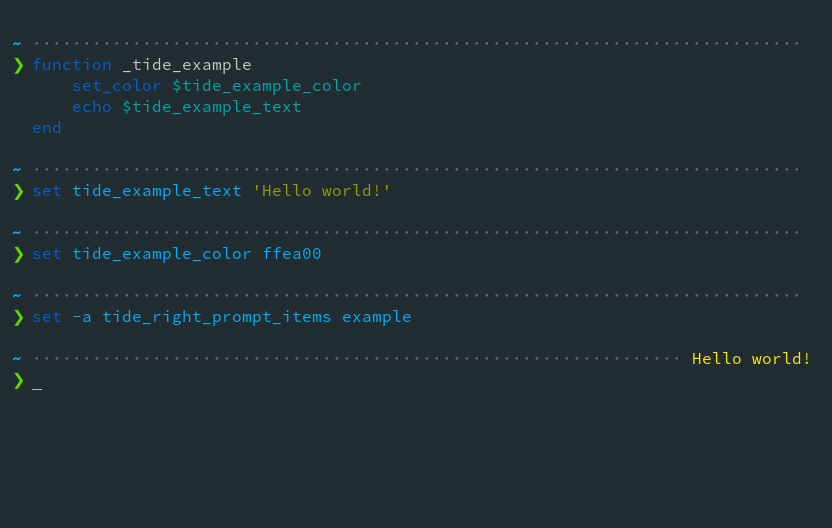 ~ ·············································································
❯ function _tide_example
      set_color $tide_example_color
      echo $tide_example_text
  end
~ ·············································································
❯ set tide_example_text 'Hello world!'
~ ·············································································
❯ set tide_example_color ffea00
~ ·············································································
❯ set -a tide_right_prompt_items example
~ ································································· Hello world!
❯ _